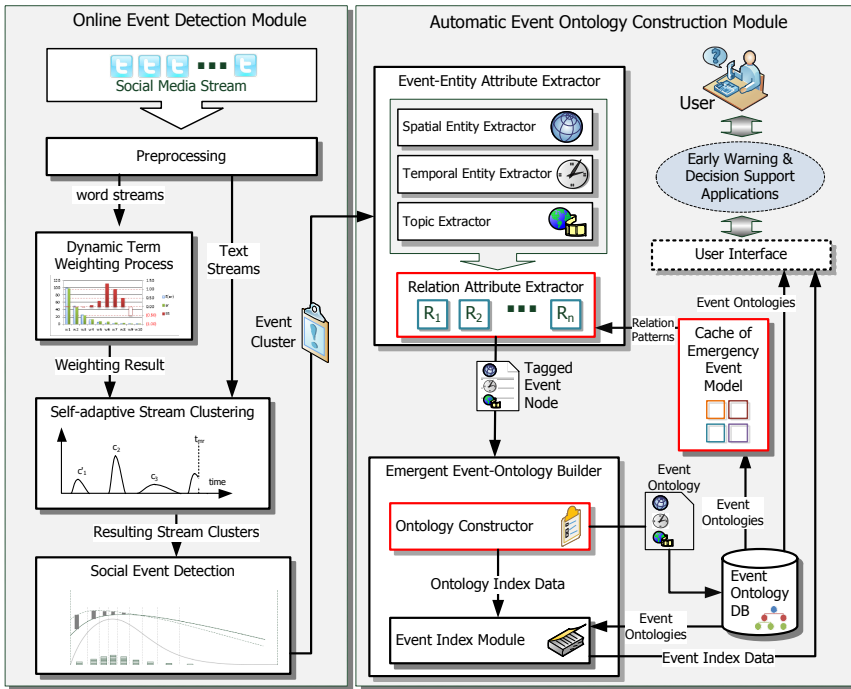 Online Event Detection Module
Social Media Stream
Preprocessing
word streams
Text
Streams
Dynamic Term
Weighting Process
Weighting Result
Self-adaptive Stream Clustering
c'1
c2
c3
time
Resulting Stream Clusters
Social Event Detection
Event
Cluster
Automatic Event Ontology Construction Module
Event-Entity Attribute Extractor
Spatial Entity Extractor
Temporal Entity Extractor
Topic Extractor
Relation Attribute Extractor
R1 R2 Rn
Tagged
Event
Node
Emergent Event-Ontology Builder
Ontology Constructor
Ontology Index Data
Event Index Module
Event
Ontology
Event
Ontologies
Event Index Data
Event
Ontology
DB
Event
Ontologies
Cache of
Emergency
Event
Model
Relation
Patterns
Event Ontologies
User Interface
Early Warning &
Decision Support
Applications
User